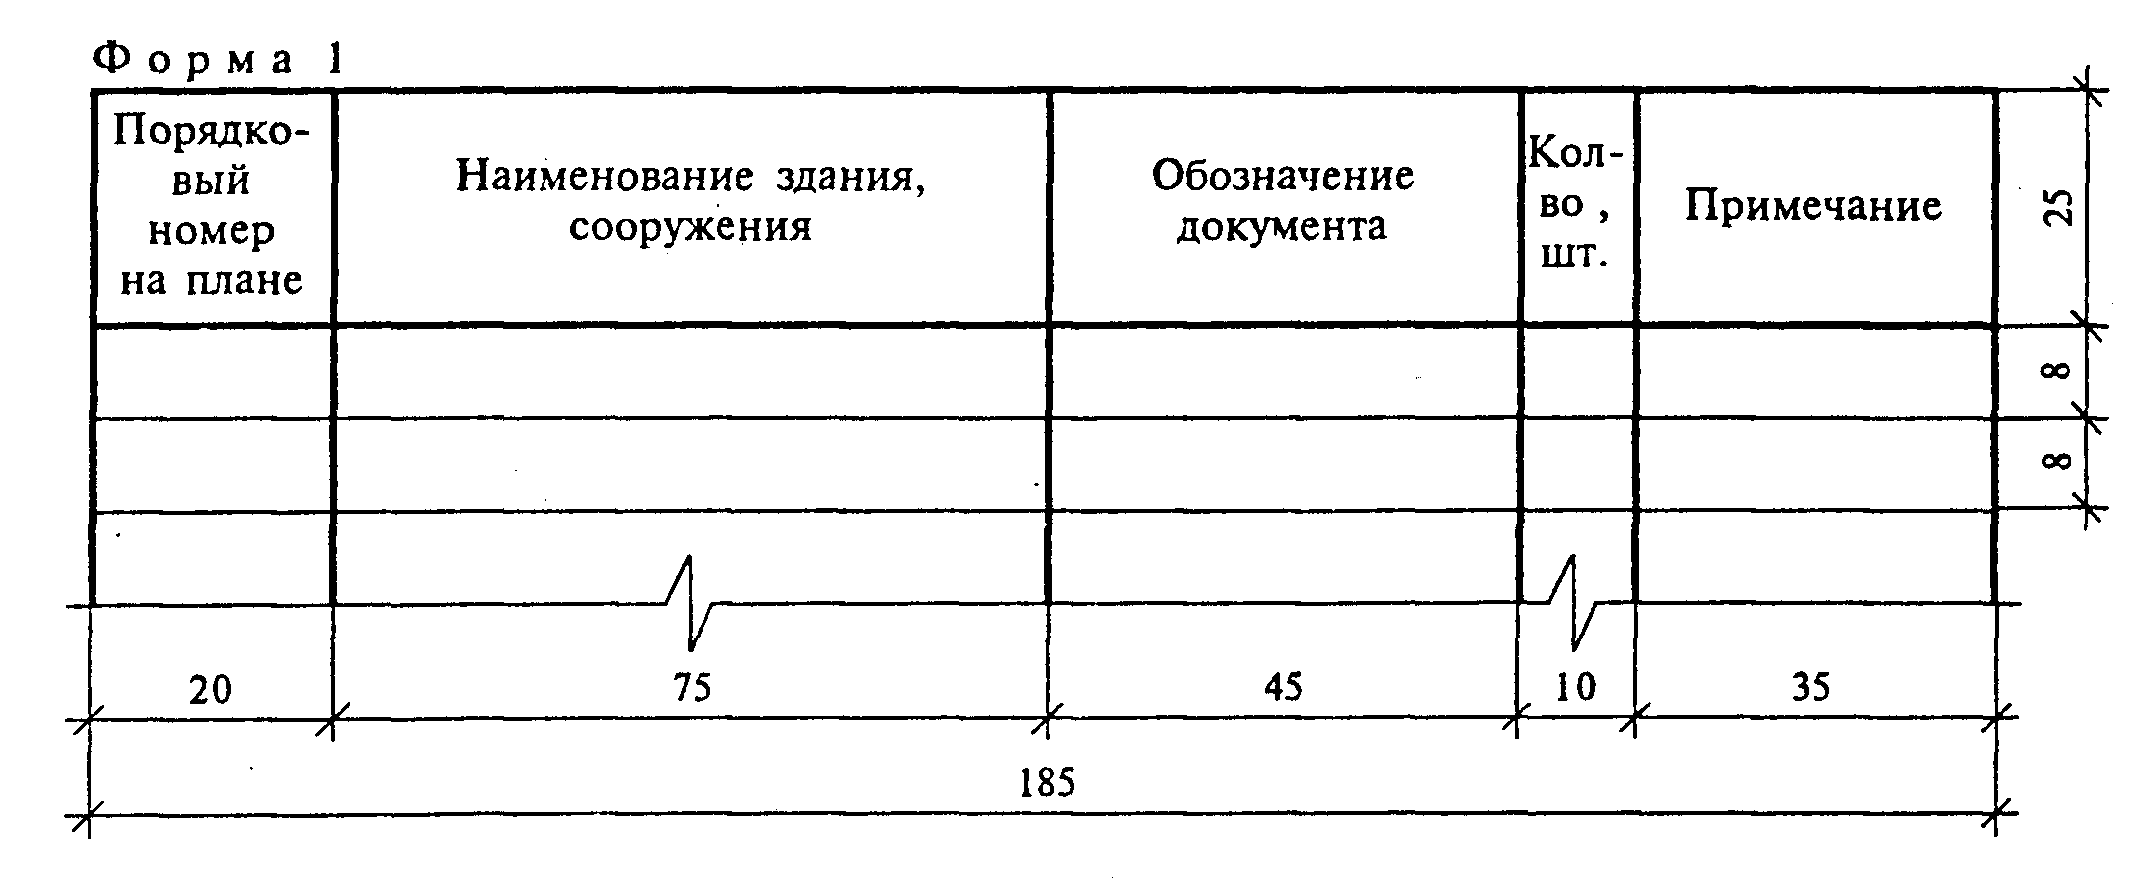 Форма 1
Порядко-
вый
номер
на плане
Наименование здания,
сооружения
Обозначение
документа
Кол-
во ,
шт.
Примечание
25
8
8
20
75
45
10
35
185